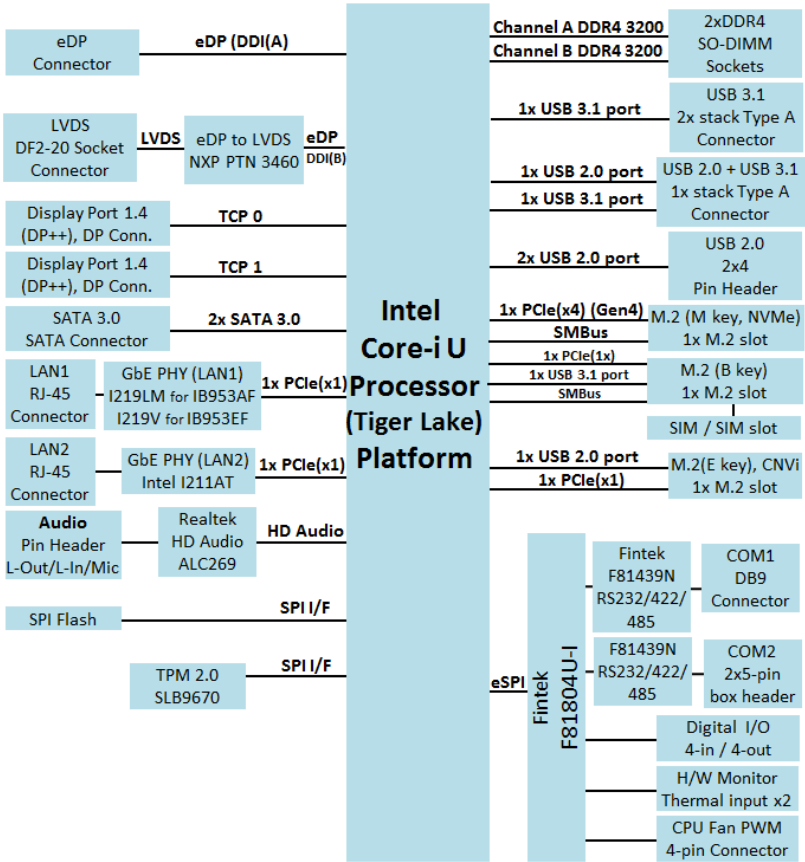 eDP
Connector
eDP (DDI(A)
LVDS
DF2-20 Socket
Connector
LVDS
eDP to LVDS
NXP PTN 3460
eDP
DDI(B)
Display Port 1.4
(DP++), DP Conn.
TCP 0
Display Port 1.4
(DP++), DP Conn.
TCP 1
SATA 3.0
SATA Connector
2x SATA 3.0
LAN1
RJ-45
Connector
GbE PHY (LAN1)
I219LM for IB953AF
I219V for IB953EF
1x PCIe(x1)
LAN2
RJ-45
Connector
GbE PHY (LAN2)
Intel I211AT
1x PCIe(x1)
Audio
Pin Header
L-Out/L-In/Mic
Realtek
HD Audio
ALC269
HD Audio
SPI Flash
SPI I/F
TPM 2.0
SLB9670
SPI I/F
Intel
Core-i U
Processor
(Tiger Lake)
Platform
Channel A DDR4 3200
Channel B DDR4 3200
2xDDR4
SO-DIMM
Sockets
1x USB 3.1 port
USB 3.1
2x stack Type A
Connector
1x USB 2.0 port
1x USB 3.1 port
USB 2.0 + USB 3.1
1x stack Type A
Connector
2x USB 2.0 port
USB 2.0
2x4
Pin Header
1x PCIe(x4) (Gen4)
SMBus
M.2 (M key, NVMe)
1x M.2 slot
1x PCIe(1x)
1x USB 3.1 port
SMBus
M.2 (B key)
1x M.2 slot
SIM / SIM slot
1x USB 2.0 port
1x PCIe(x1)
M.2(E key), CNVi
1x M.2 slot
eSPI
Fintek
F81804U-I
Fintek
F81439N
RS232/422/
485
COM1
DB9
Connector
F81439N
RS232/422/
485
COM2
2x5-pin
box header
Digital I/O
4-in / 4-out
H/W Monitor
Thermal input x2
CPU Fan PWM
4-pin Connector